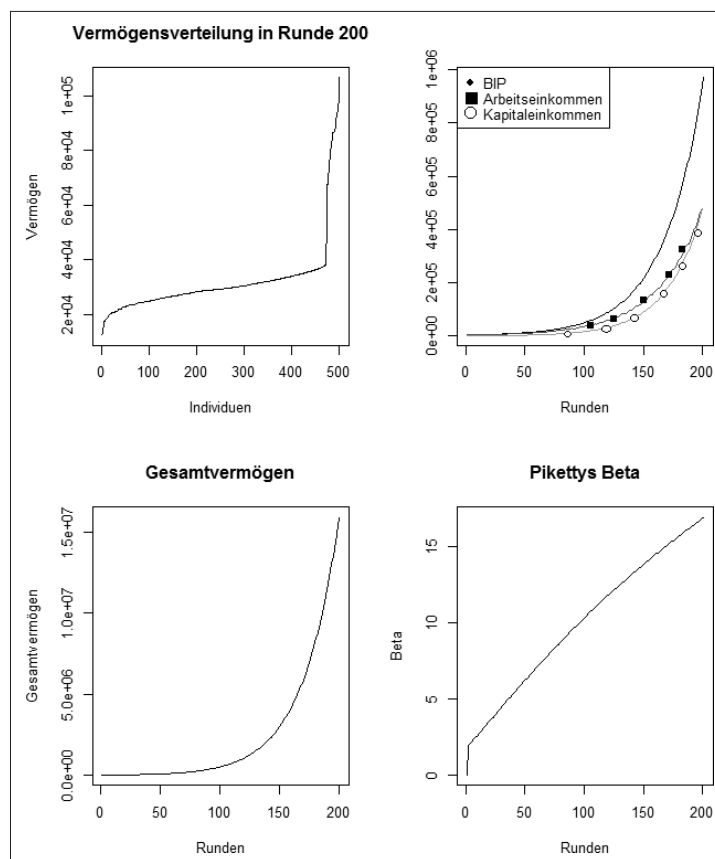 Vermögensverteilung in Runde 200
Vermögen
2e+04
4e+04
6e+04
8e+04
1e+05
0 100 200 300 400 500
Individuen
BIP
Arbeitseinkommen
Kapitaleinkommen
0e+00
2e+05
4e+05
6e+05
8e+05
1e+06
0 50 100 150 200
Runden
Gesamtvermögen
Gesamtvermögen
0.0e+00
5.0e+06
1.0e+07
1.5e+07
0 50 100 150 200
Runden
Pikettys Beta
Beta
0
5
10
15
0 50 100 150 200
Runden